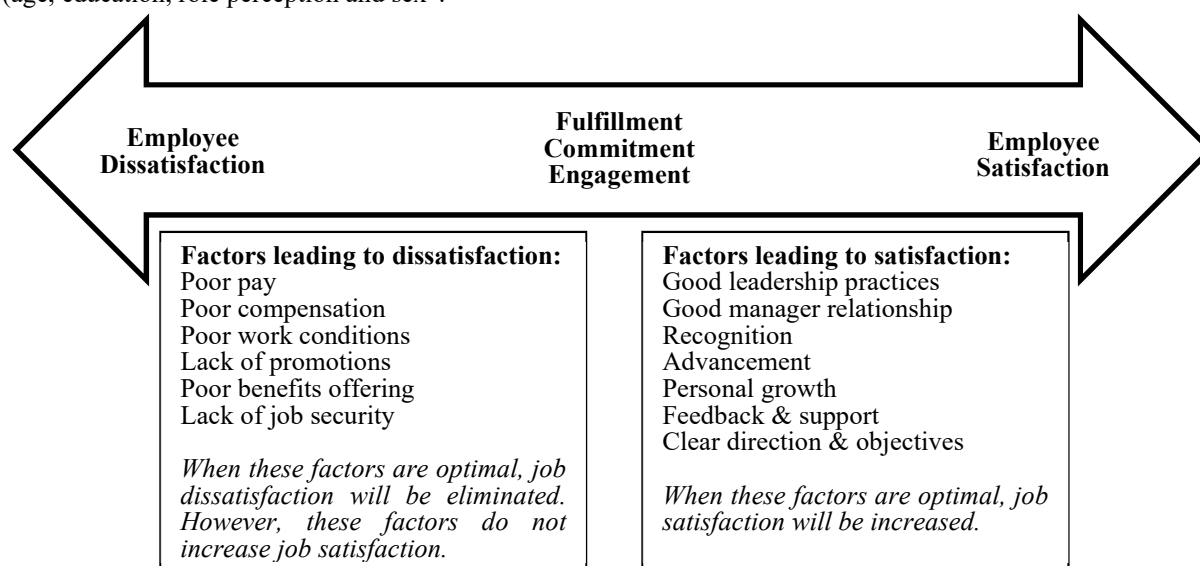 (age, education, role perception and sex".
Employee
Dissatisfaction
Fulfillment
Commitment
Engagement
Employee
Satisfaction
Factors leading to dissatisfaction:
Poor pay
Poor compensation
Poor work conditions
Lack of promotions
Poor benefits offering
Lack of job security
When these factors are optimal, job
dissatisfaction will be eliminated.
However, these factors do not
increase job satisfaction.
Factors leading to satisfaction:
Good leadership practices
Good manager relationship
Recognition
Advancement
Personal growth
Feedback & support
Clear direction & objectives
When these factors are optimal, job
satisfaction will be increased.